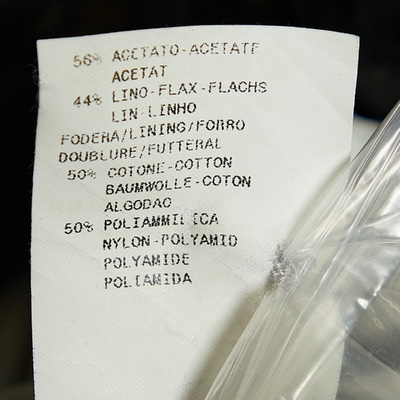 56% ACETATO-ACETATE
ACETAT
44% LINO-FLAX-FLACHS
LIN-LINHO
FODERA/LINING/FORRO
DOUBLURE/FUTTERAL
50% COTONE-COTTON
BAUMWOLLE-COTON
ALGODAO
50% POLIAMMILICA
NYLON-POLYAMID
POLYAMIDE
POLIAMIDA